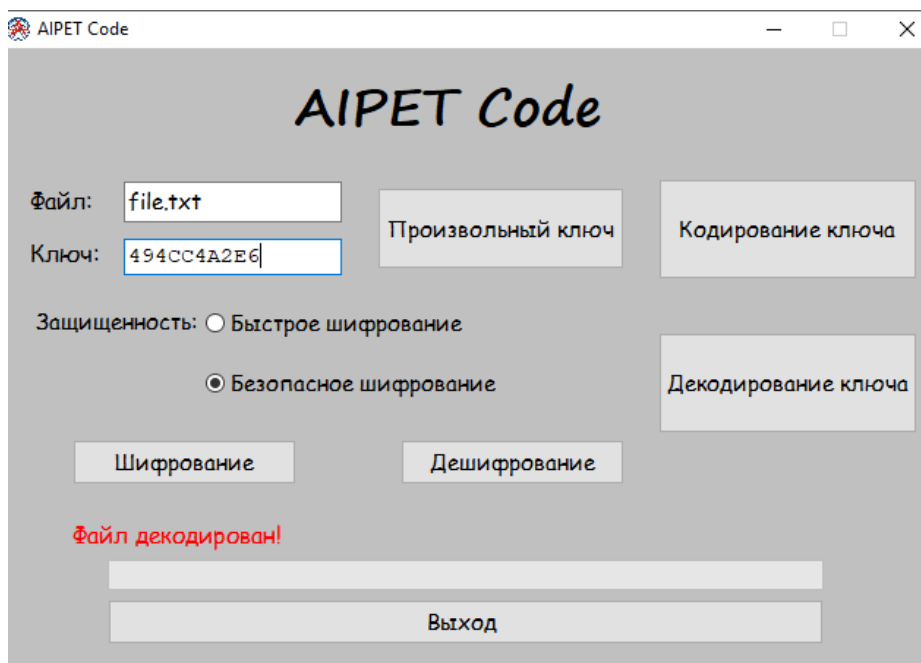 AIPET Code
AIPET Code
Файл:
file.txt
Произвольный ключ
Кодирование ключа
Ключ:
494CC4A2E6
Защищенность:
Быстрое шифрование
Безопасное шифрование
Декодирование ключа
Шифрование
Дешифрование
Файл декодирован!
Выход